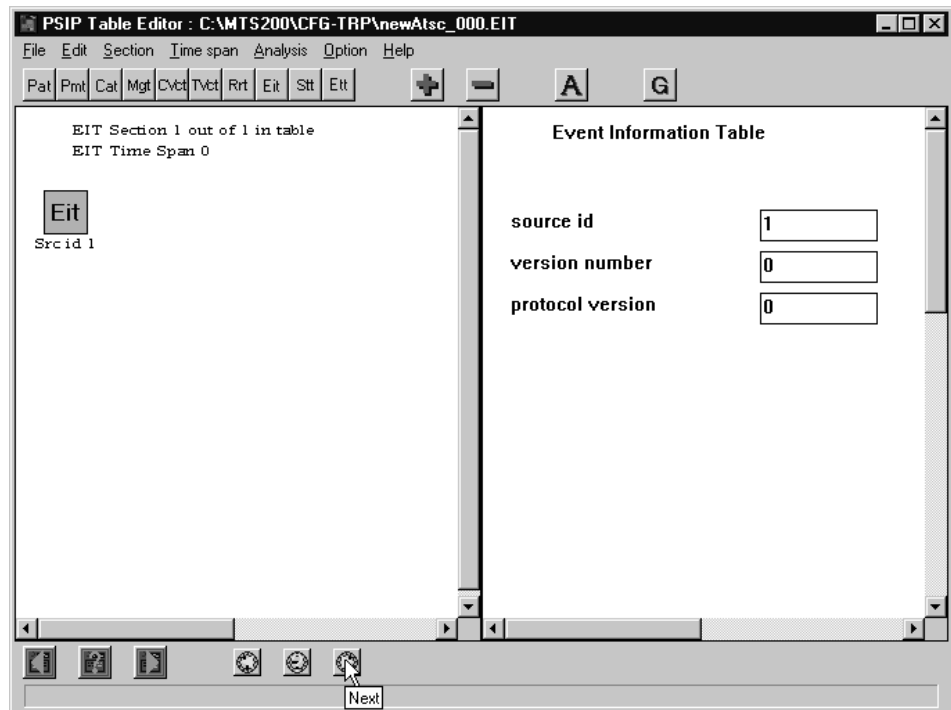 PSIP Table Editor : C:\MTS200\CFG-TRP\newAtsc_000.EIT
File Edit Section Time span Analysis Option Help
Pat Pmt Cat Mgt CVct TVct Rrt Eit Stt Ett A G
EIT Section 1 out of 1 in table
EIT Time Span 0
Eit
Src id 1
Event Information Table
source id 1
version number 0
protocol version 0
Next